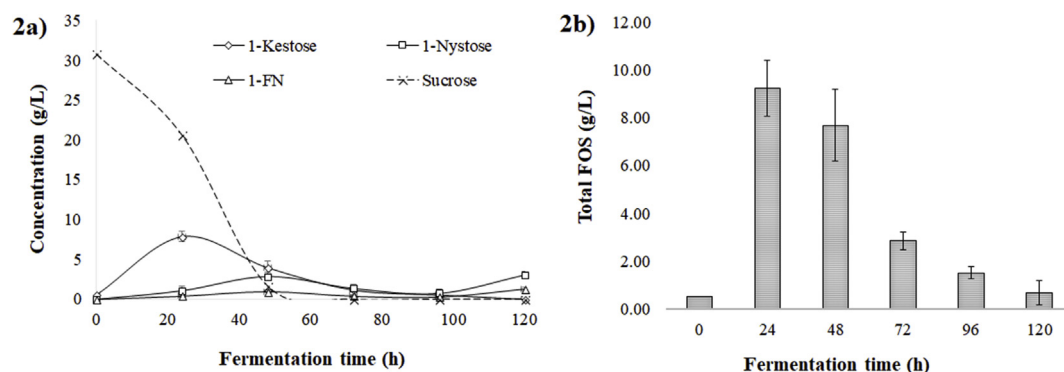 2a)
35
30
25
20
15
10
5
0
Concentration (g/L)
1-Kestose
1-Nystose
1-FN
Sucrose
0 20 40 60 80 100 120
Fermentation time (h)
2b)
12.00
10.00
8.00
6.00
4.00
2.00
0.00
Total FOS (g/L)
0 24 48 72 96 120
Fermentation time (h)